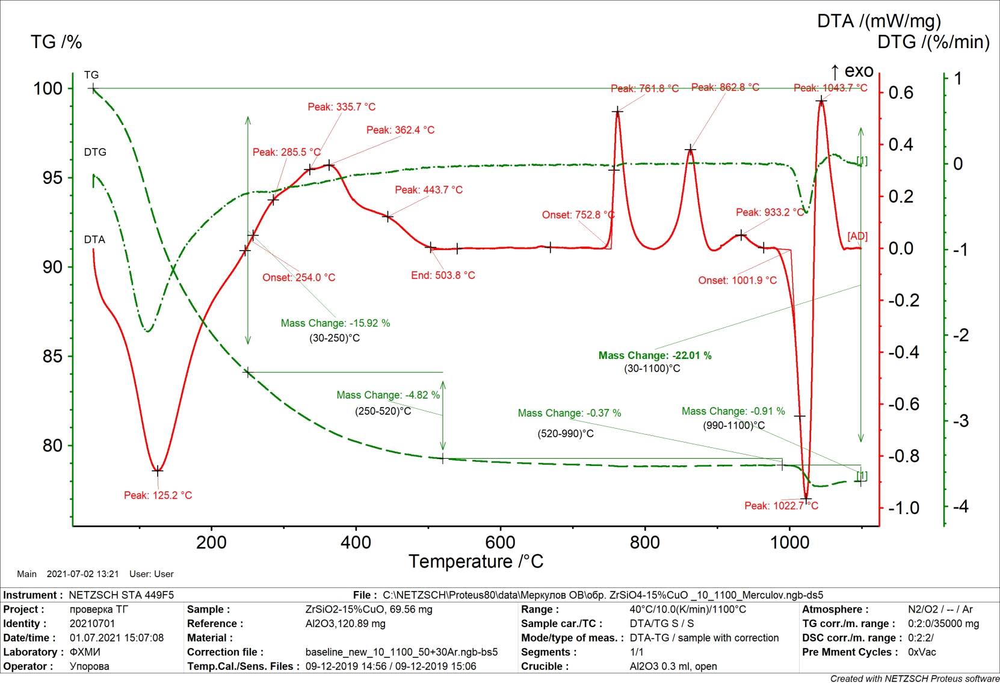 DTA /(mW/mg)
TG /%
DTG /(%/min)
↑ exo
TG
DTG
DTA
100
95
90
85
80
0.6
0.4
0.2
0.0
-0.2
-0.4
-0.6
-0.8
-1.0
1
0
-1
-2
-3
-4
Peak: 761.8 °C
Peak: 862.8 °C
Peak: 1043.7 °C
Peak: 335.7 °C
Peak: 362.4 °C
Peak: 285.5 °C
[1]
Peak: 443.7 °C
Onset: 752.8 °C
Peak: 933.2 °C
[AD]
Onset: 254.0 °C
End: 503.8 °C
Onset: 1001.9 °C
Mass Change: -15.92 %
(30-250)°C
Mass Change: -22.01 %
(30-1100)°C
Mass Change: -4.82 %
(250-520)°C
Mass Change: -0.37 %
(520-990)°C
Mass Change: -0.91 %
(990-1100)°C
[1]
Peak: 125.2 °C
Peak: 1022.7 °C
200 400 600 800 1000
Temperature /°C
Main 2021-07-02 13:21 User: User
Instrument : NETZSCH STA 449F5 File : C:\NETZSCH\Proteus80\data\Меркулов ОВ\обр. ZrSiO4-15%CuO _10_1100_Merculov.ngb-ds5
Project : проверка ТГ Sample : ZrSiO2-15%CuO, 69.56 mg Range : 40°C/10.0(K/min)/1100°C Atmosphere : N2/O2 / -- / Ar
Identity : 20210701 Reference : Al2O3,120.89 mg Sample car./TC : DTA/TG S / S TG corr./m. range : 0:2:0/35000 mg
Date/time : 01.07.2021 15:07:08 Material : Mode/type of meas. : DTA-TG / sample with correction DSC corr./m. range : 0:2:2/
Laboratory : ФХМИ Correction file : baseline_new_10_1100_50+30Ar.ngb-bs5 Segments : 1/1 Pre Mment Cycles : 0xVac
Operator : Упорова Temp.Cal./Sens. Files : 09-12-2019 14:56 / 09-12-2019 15:06 Crucible : Al2O3 0.3 ml, open
Created with NETZSCH Proteus software